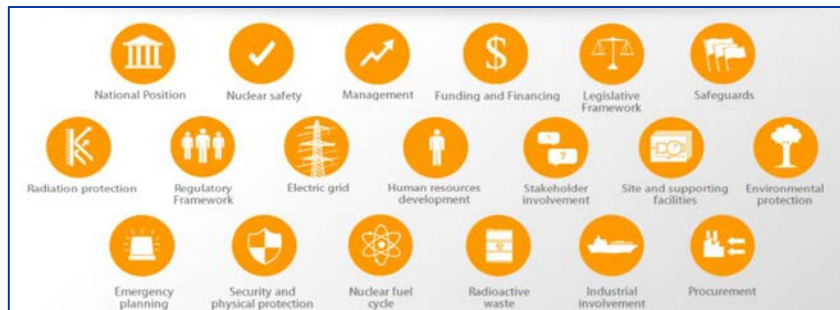 National Position
Nuclear safety
Management
Funding and Financing
Legislative
Framework
Safeguards
Radiation protection
Regulatory
Framework
Electric grid
Human resources
development
Stakeholder
involvement
Site and supporting
facilities
Environmental
protection
Emergency
planning
Security and
physical protection
Nuclear fuel
cycle
Radioactive
waste
Industrial
involvement
Procurement